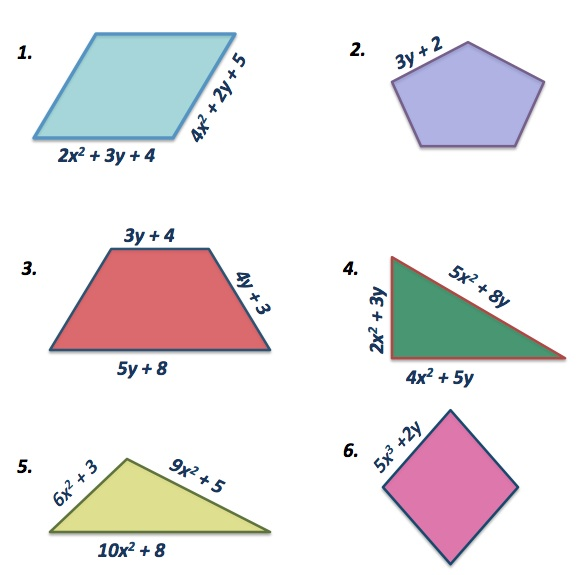 1.
4x² + 2y + 5
2x² + 3y + 4
2.
3y + 2
3.
3y + 4
4y + 3
5y + 8
4.
5x² + 8y
2x² + 3y
4x² + 5y
5.
6x² + 3
9x² + 5
10x² + 8
6.
5x³ +2y